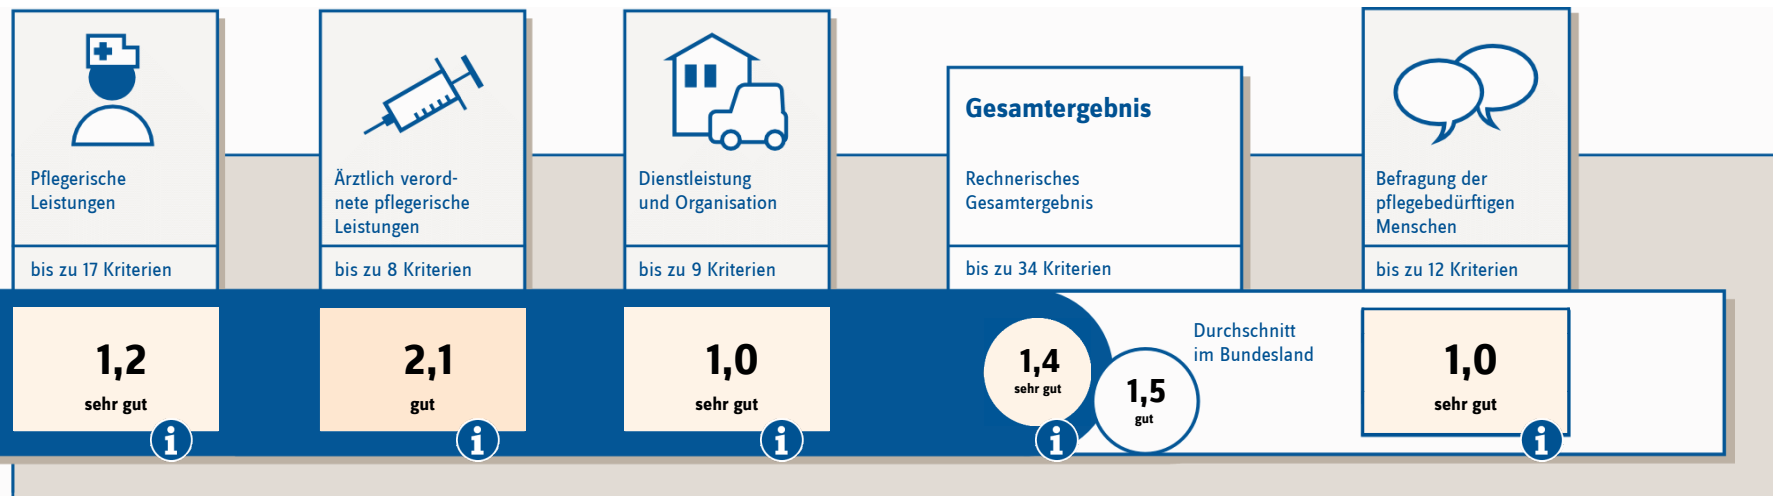 Pflegerische
Leistungen
bis zu 17 Kriterien
1,2
sehr gut
i
Ärztlich verord-
nete pflegerische
Leistungen
bis zu 8 Kriterien
2,1
gut
i
Dienstleistung
und Organisation
bis zu 9 Kriterien
1,0
sehr gut
i
Gesamtergebnis
Rechnerisches
Gesamtergebnis
bis zu 34 Kriterien
1,4
sehr gut
i
1,5
gut
Durchschnitt
im Bundesland
Befragung der
pflegebedürftigen
Menschen
bis zu 12 Kriterien
1,0
sehr gut
i